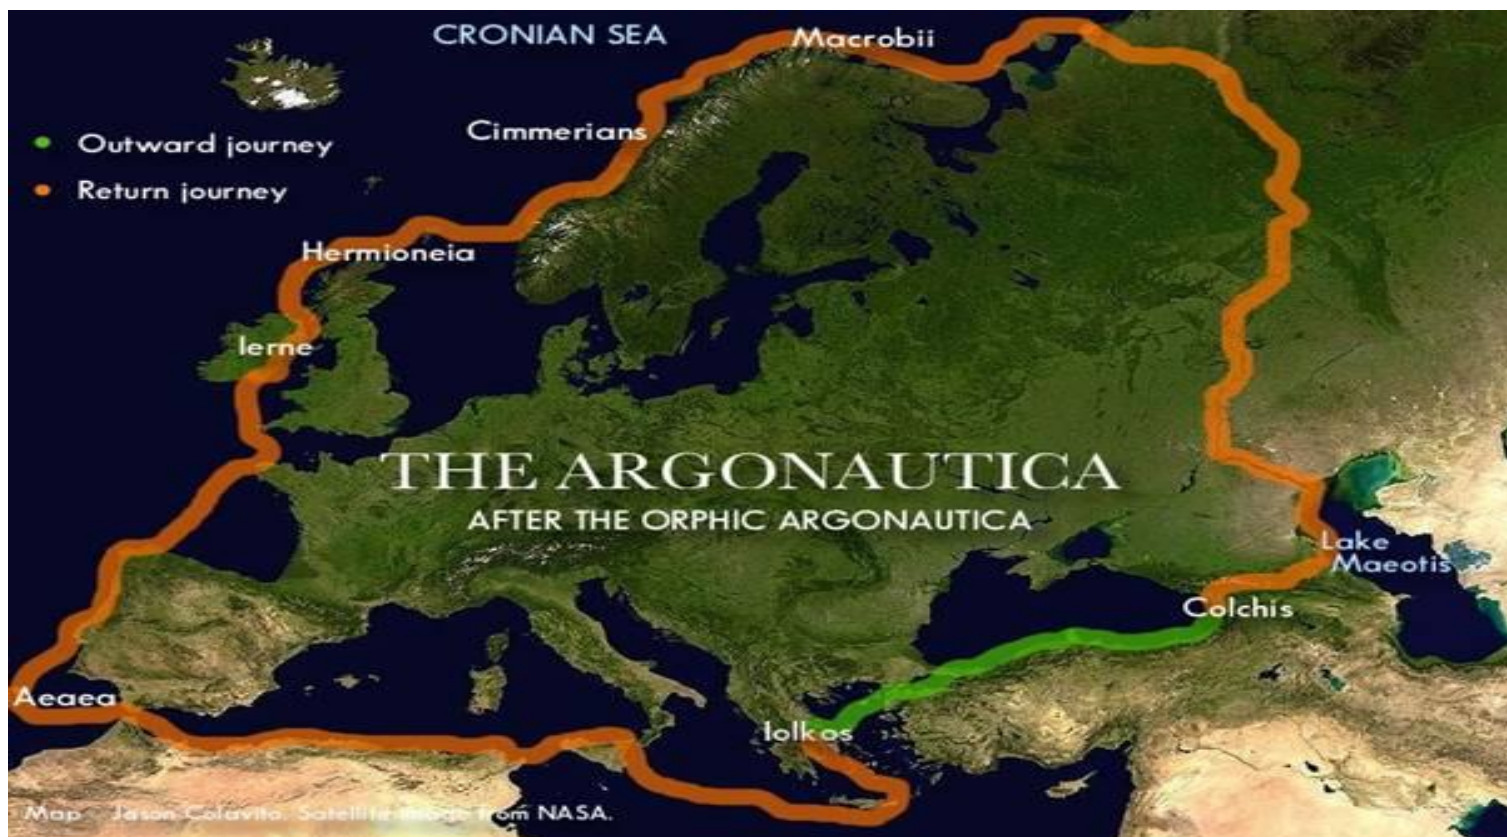 CRONIAN SEA
Macrobii
Cimmerians
Outward journey
Return journey
Hermioneia
Ierne
THE ARGONAUTICA
AFTER THE ORPHIC ARGONAUTICA
Lake
Maeotis
Colchis
Aeaea
Iolkos
Map Jason Colavito. Satellite image from NASA.